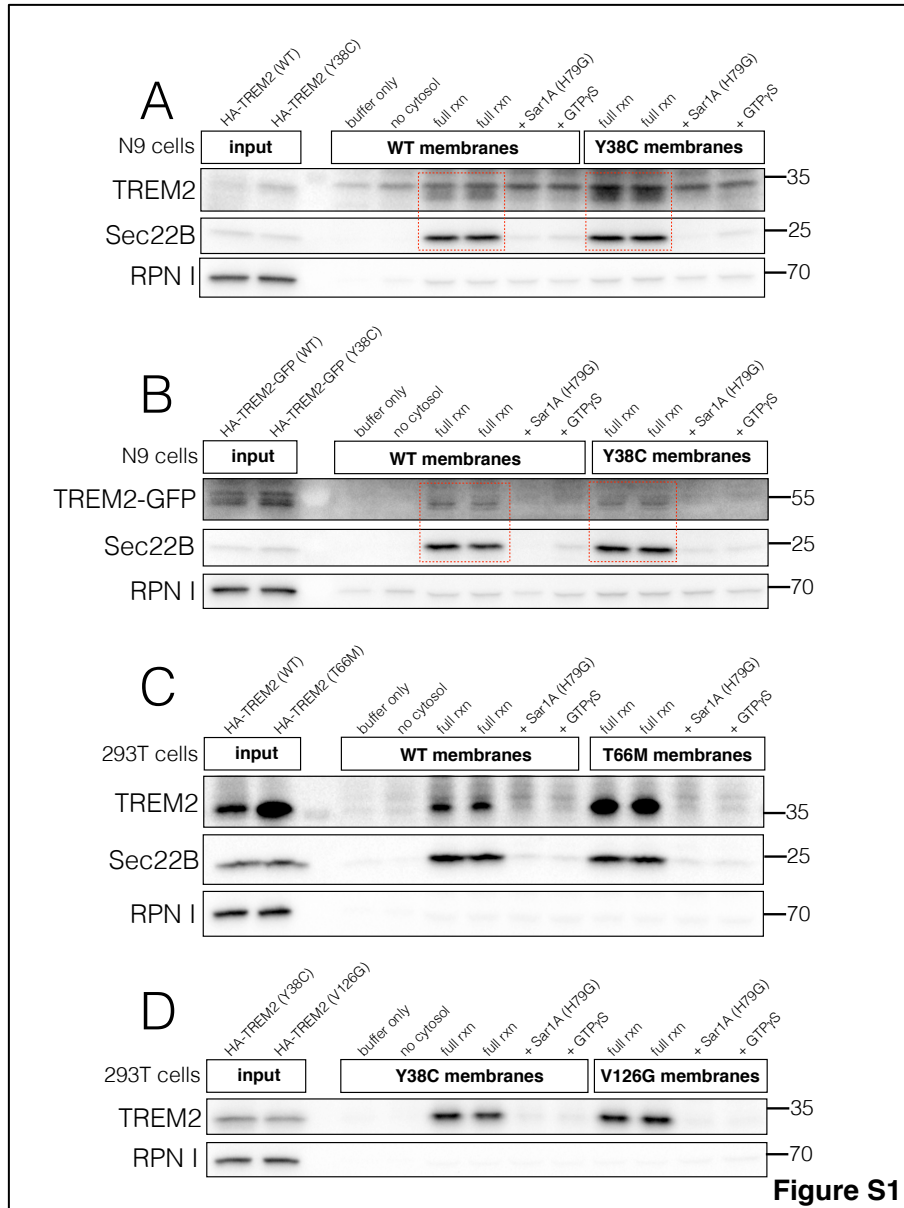 A
HA-TREM2 (WT)
HA-TREM2 (Y38C)
buffer only
no cytosol
full rxn
full rxn
+ Sar1A (H79G)
+ GTPγS
full rxn
full rxn
+ Sar1A (H79G)
+ GTPγS
N9 cells input WT membranes Y38C membranes
TREM2 35
Sec22B 25
RPN I 70
B
HA-TREM2-GFP (WT)
HA-TREM2-GFP (Y38C)
buffer only
no cytosol
full rxn
full rxn
+ Sar1A (H79G)
+ GTPγS
full rxn
full rxn
+ Sar1A (H79G)
+ GTPγS
N9 cells input WT membranes Y38C membranes
TREM2-GFP 55
Sec22B 25
RPN I 70
C
HA-TREM2 (WT)
HA-TREM2 (T66M)
buffer only
no cytosol
full rxn
full rxn
+ Sar1A (H79G)
+ GTPγS
full rxn
full rxn
+ Sar1A (H79G)
+ GTPγS
293T cells input WT membranes T66M membranes
TREM2 35
Sec22B 25
RPN I 70
D
HA-TREM2 (Y38C)
HA-TREM2 (V126G)
buffer only
no cytosol
full rxn
full rxn
+ Sar1A (H79G)
+ GTPγS
full rxn
full rxn
+ Sar1A (H79G)
+ GTPγS
293T cells input Y38C membranes V126G membranes
TREM2 35
RPN I 70
Figure S1